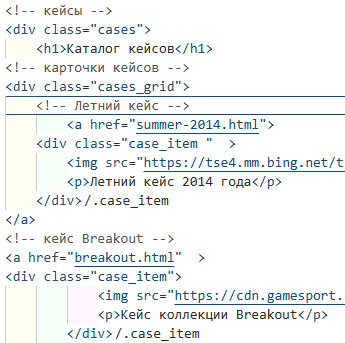 <!-- кейсы -->
<div class="cases">
<h1>Каталог кейсов</h1>
<!-- карточки кейсов -->
<div class="cases_grid">
<!-- Летний кейс -->
<a href="summer-2014.html">
<div class="case_item "  >
<img src="https://tse4.mm.bing.net/t
<p>Летний кейс 2014 года</p>
</div>/.case_item
</a>
<!-- кейс Breakout -->
<a href="breakout.html"  >
<div class="case_item">
<img src="https://cdn.gamesport.
<p>Кейс коллекции Breakout</p>
</div>/.case_item